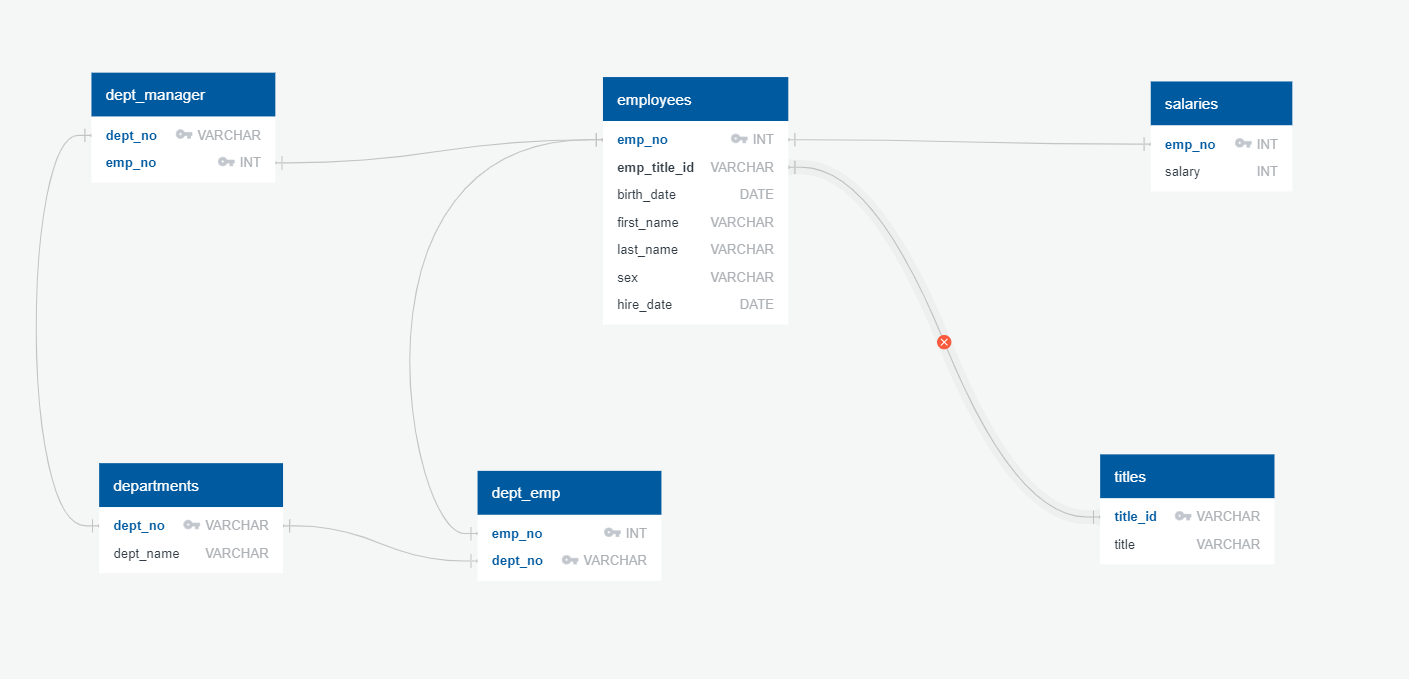 dept_manager
dept_no VARCHAR
emp_no INT
employees
emp_no INT
emp_title_id VARCHAR
birth_date DATE
first_name VARCHAR
last_name VARCHAR
sex VARCHAR
hire_date DATE
salaries
emp_no INT
salary INT
departments
dept_no VARCHAR
dept_name VARCHAR
dept_emp
emp_no INT
dept_no VARCHAR
titles
title_id VARCHAR
title VARCHAR